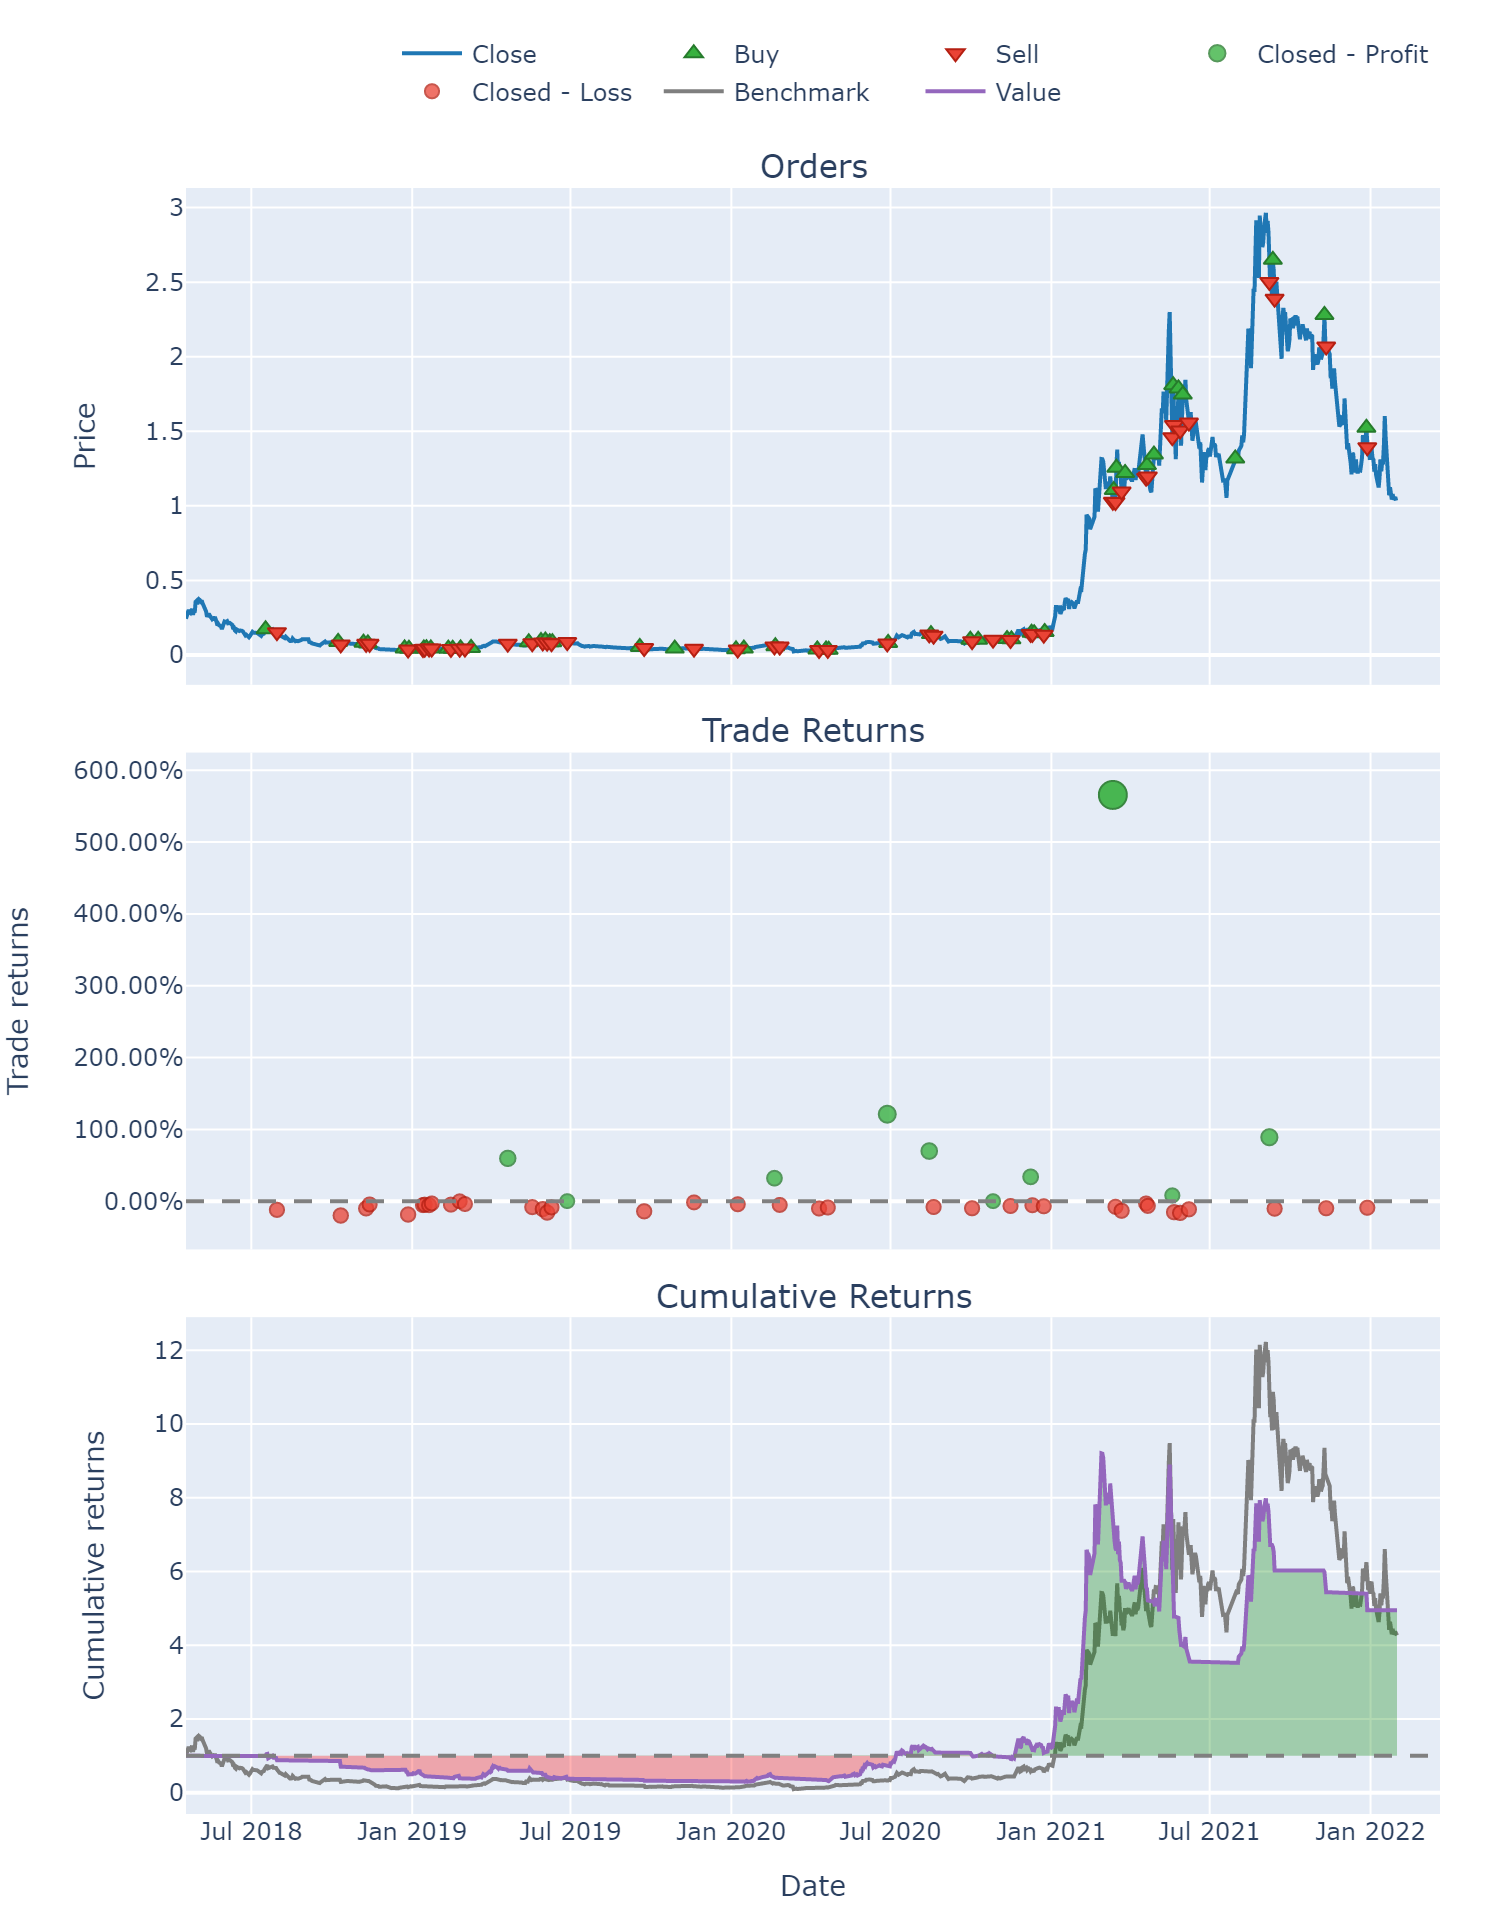 Close Buy Sell Closed - Profit
Closed - Loss Benchmark Value
Orders
3
2.5
2
1.5
1
0.5
0
Price
Trade Returns
600.00%
500.00%
400.00%
300.00%
200.00%
100.00%
0.00%
Trade returns
Cumulative Returns
12
10
8
6
4
2
0
Cumulative returns
Jul 2018 Jan 2019 Jul 2019 Jan 2020 Jul 2020 Jan 2021 Jul 2021 Jan 2022
Date